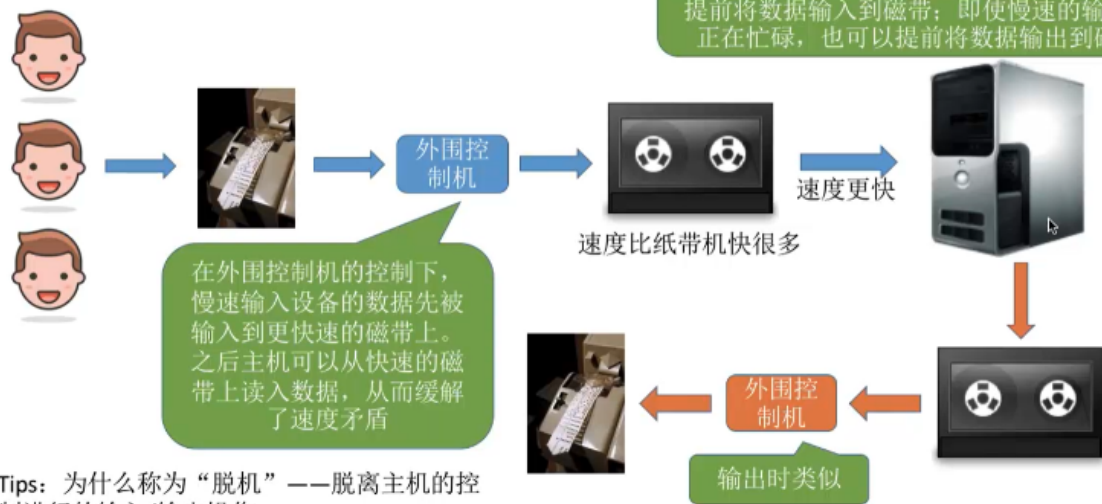 提前将数据输入到磁带；即使慢速的输
正在忙碌，也可以提前将数据输出到
外围控
制机
速度更快
速度比纸带机快很多
在外围控制机的控制下，
慢速输入设备的数据先被
输入到更快速的磁带上。
之后主机可以从快速的磁
带上读入数据，从而缓解
了速度矛盾
外围控
制机
输出时类似
Tips：为什么称为“脱机”——脱离主机的控